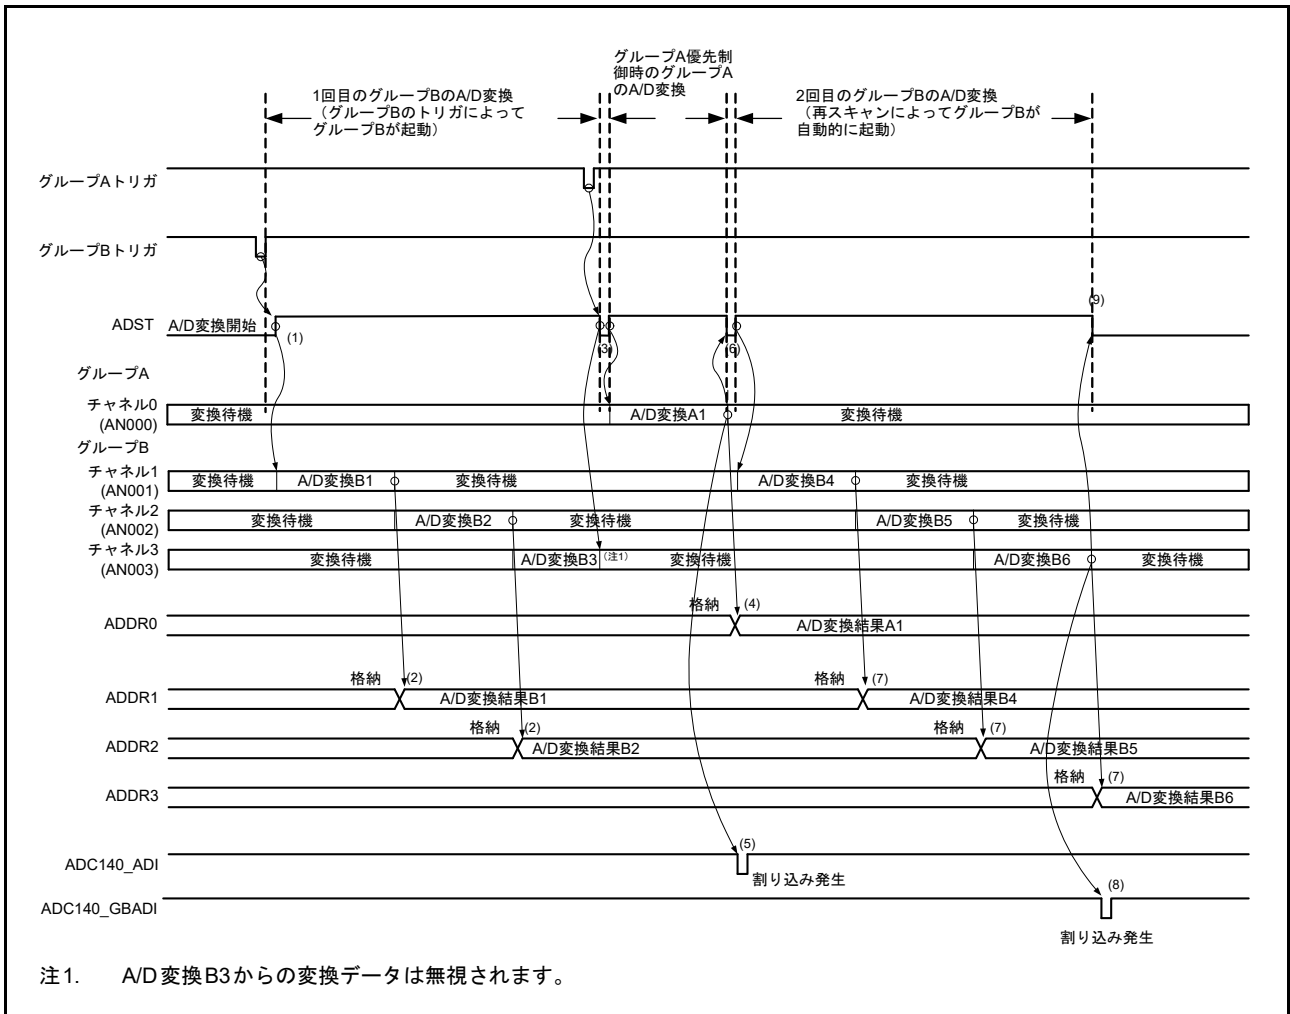 グループA優先制
御時のグループA
のA/D変換
1回目のグループBのA/D変換
（グループBのトリガによって
グループBが起動）
2回目のグループBのA/D変換
（再スキャンによってグループBが
自動的に起動）
グループAトリガ
グループBトリガ
ADST
A/D変換開始
(1)
(3)
(6)
(9)
グループA
チャネル0
(AN000)
変換待機
A/D変換A1
変換待機
グループB
チャネル1
(AN001)
変換待機
A/D変換B1
変換待機
A/D変換B4
変換待機
チャネル2
(AN002)
変換待機
A/D変換B2
変換待機
A/D変換B5
変換待機
チャネル3
(AN003)
変換待機
A/D変換B3
(注1)
変換待機
A/D変換B6
変換待機
ADDR0
格納
(4)
A/D変換結果A1
ADDR1
格納
(2)
A/D変換結果B1
格納
(7)
A/D変換結果B4
ADDR2
格納
(2)
A/D変換結果B2
格納
(7)
A/D変換結果B5
ADDR3
格納
(7)
A/D変換結果B6
ADC140_ADI
(5)
割り込み発生
ADC140_GBADI
(8)
割り込み発生
注1. A/D変換B3からの変換データは無視されます。